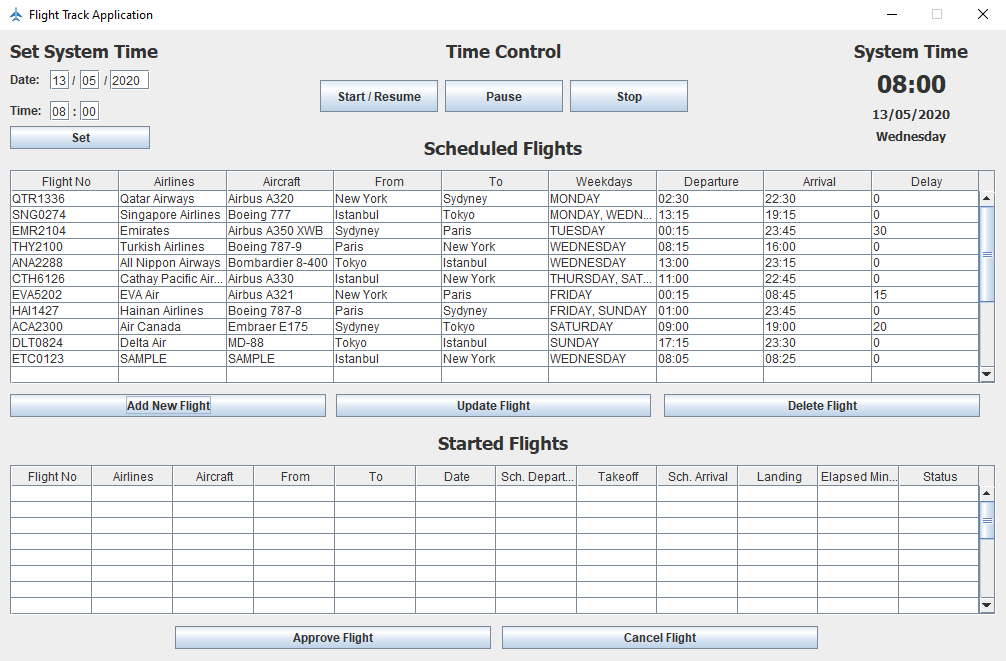 Flight Track Application
Set System Time
Time Control
System Time
Date: 13 / 05 / 2020
08:00
Start / Resume Pause Stop
Time: 08 : 00
13/05/2020
Set
Wednesday
Scheduled Flights
Flight No Airlines Aircraft From To Weekdays Departure Arrival Delay
QTR1336 Qatar Airways Airbus A320 New York Sydyney MONDAY 02:30 22:30 0
SNG0274 Singapore Airlines Boeing 777 Istanbul Tokyo MONDAY, WEDN... 13:15 19:15 0
EMR2104 Emirates Airbus A350 XWB Sydyney Paris TUESDAY 00:15 23:45 30
THY2100 Turkish Airlines Boeing 787-9 Paris New York WEDNESDAY 08:15 16:00 0
ANA2288 All Nippon Airways Bombardier 8-400 Tokyo Istanbul WEDNESDAY 13:00 23:15 0
CTH6126 Cathay Pacific Air... Airbus A330 Istanbul New York THURSDAY, SAT... 11:00 22:45 0
EVA5202 EVA Air Airbus A321 New York Paris FRIDAY 00:15 08:45 15
HAI1427 Hainan Airlines Boeing 787-8 Paris Sydyney FRIDAY, SUNDAY 01:00 23:45 0
ACA2300 Air Canada Embraer E175 Sydyney Tokyo SATURDAY 09:00 19:00 20
DLT0824 Delta Air MD-88 Tokyo Istanbul SUNDAY 17:15 23:30 0
ETC0123 SAMPLE SAMPLE Istanbul New York WEDNESDAY 08:05 08:25 0
Add New Flight Update Flight Delete Flight
Started Flights
Flight No Airlines Aircraft From To Date Sch. Depart... Takeoff Sch. Arrival Landing Elapsed Min... Status
Approve Flight Cancel Flight